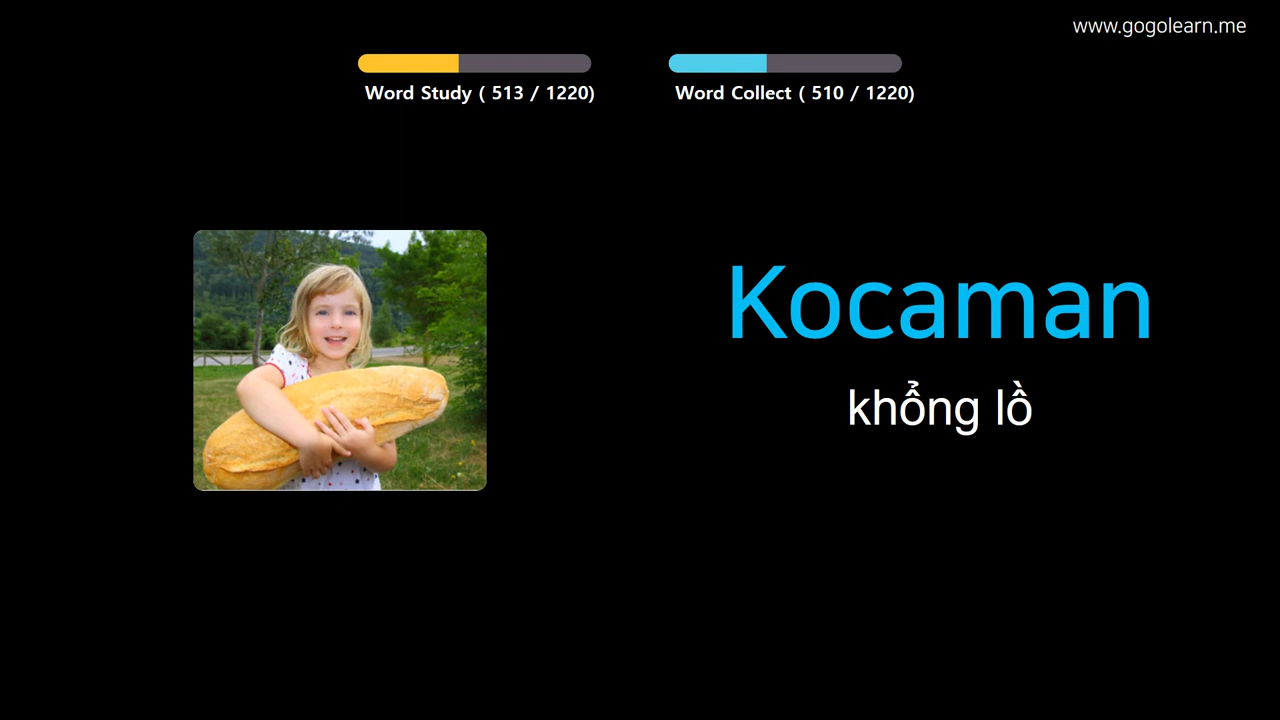 www.gogolearn.me
Word Study ( 513 / 1220)
Word Collect ( 510 / 1220)
Kocaman
khổng lồ